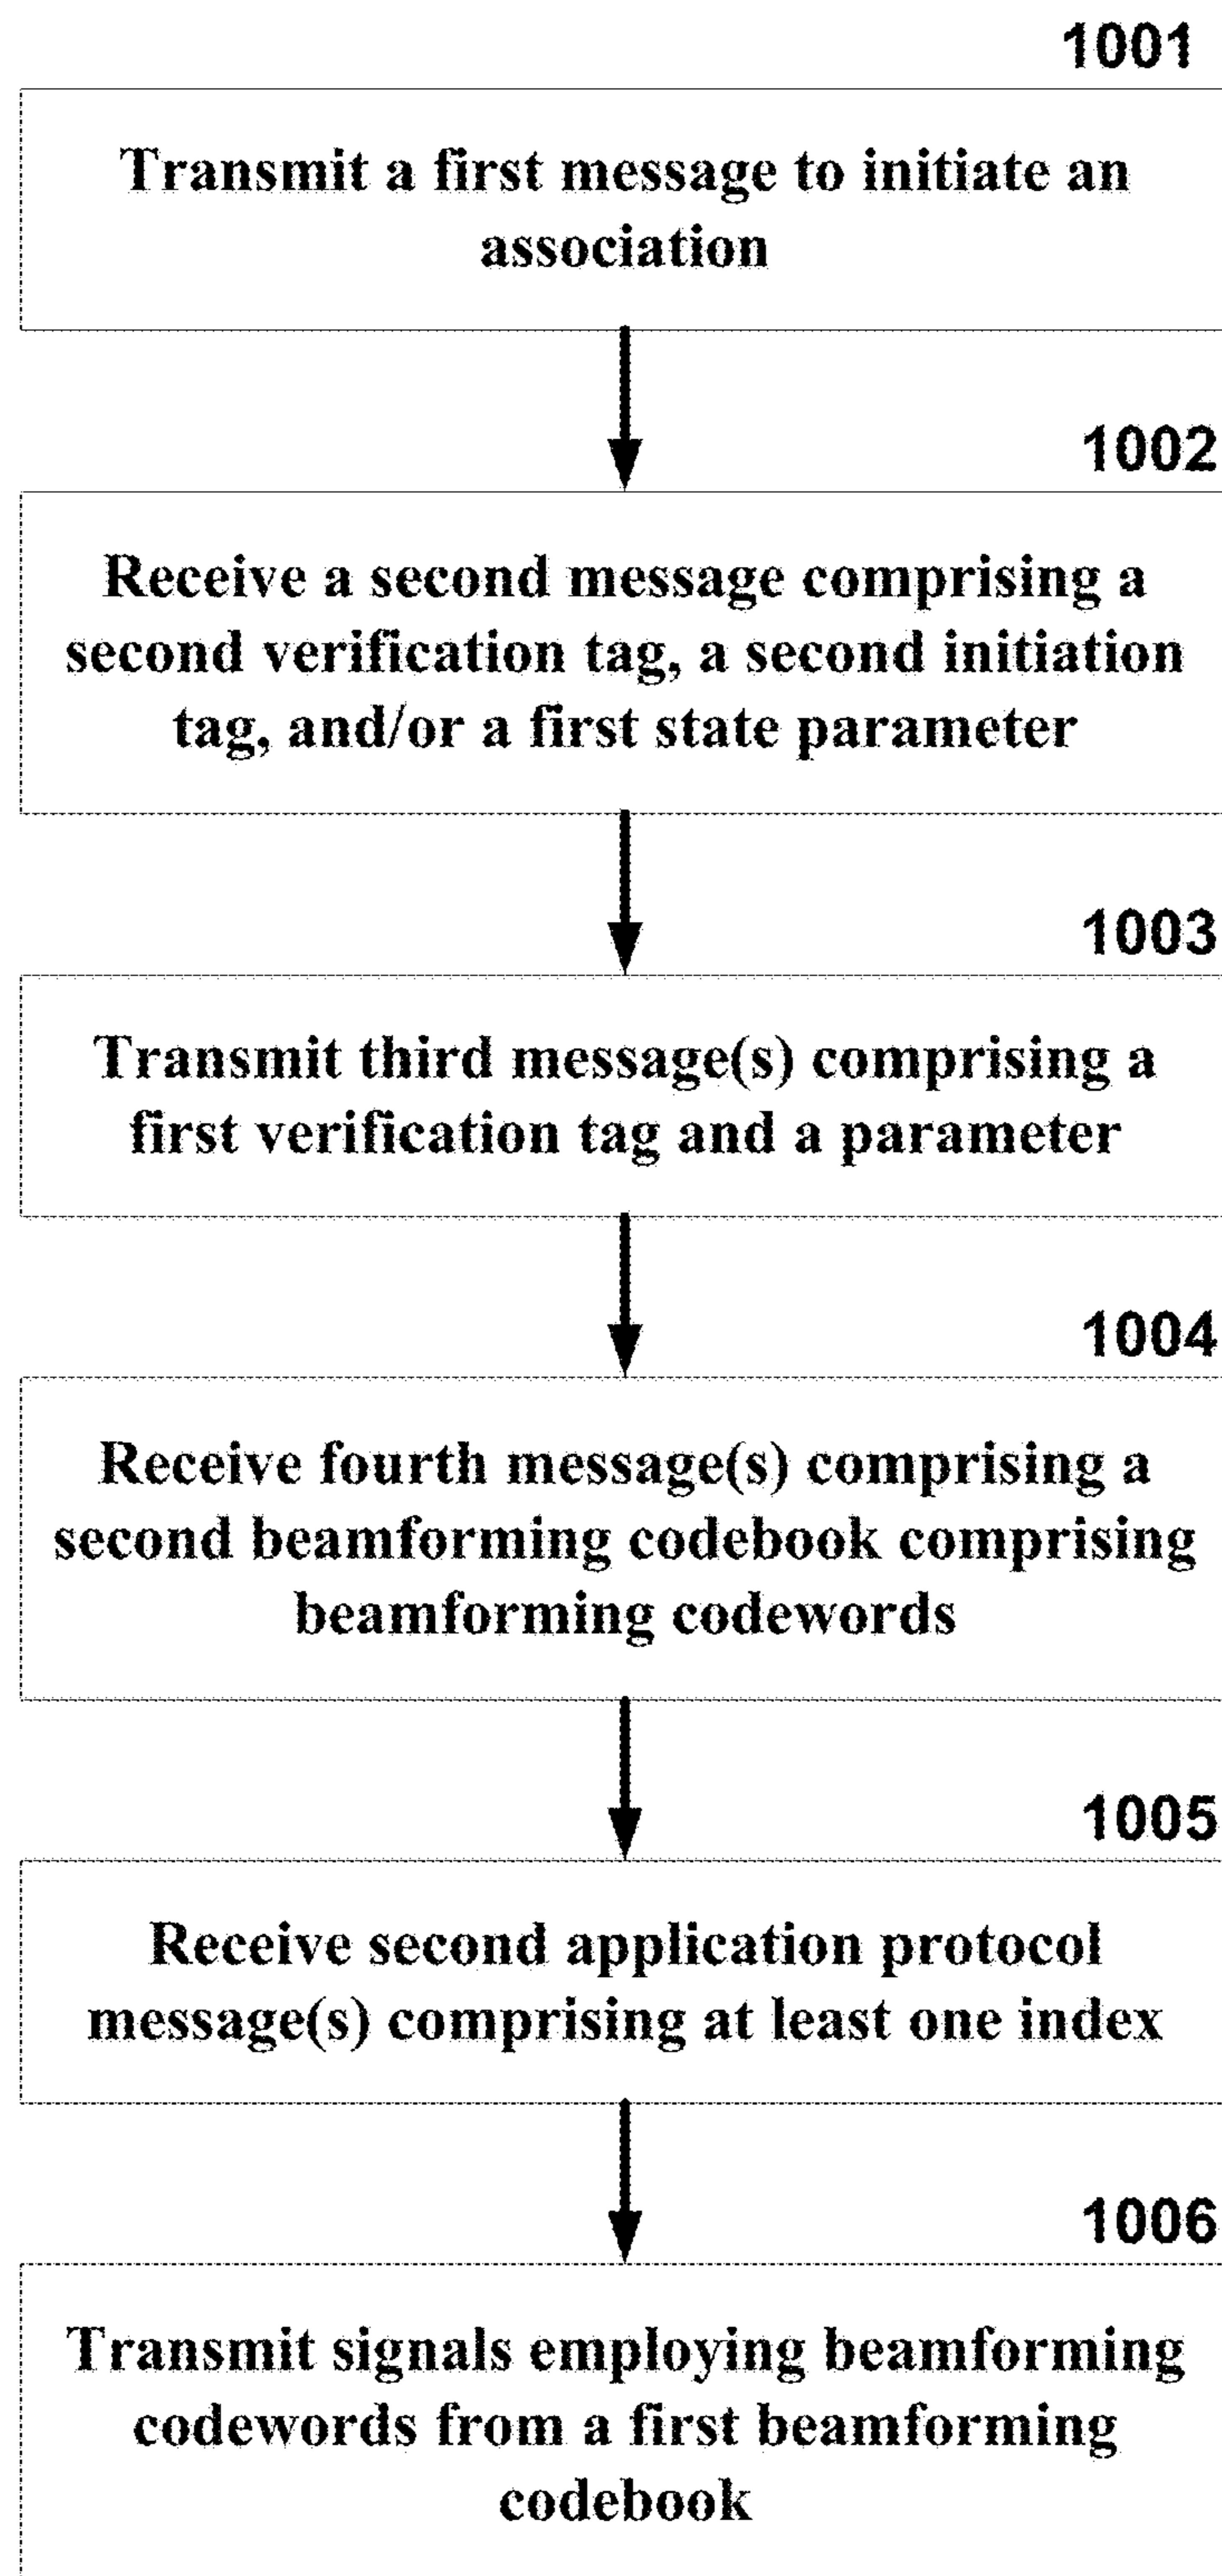 1001
Transmit a first message to initiate an
association
1002
Receive a second message comprising a
second verification tag, a second initiation
tag, and/or a first state parameter
1003
Transmit third message(s) comprising a
first verification tag and a parameter
1004
Receive fourth message(s) comprising a
second beamforming codebook comprising
beamforming codewords
1005
Receive second application protocol
message(s) comprising at least one index
1006
Transmit signals employing beamforming
codewords from a first beamforming
codebook